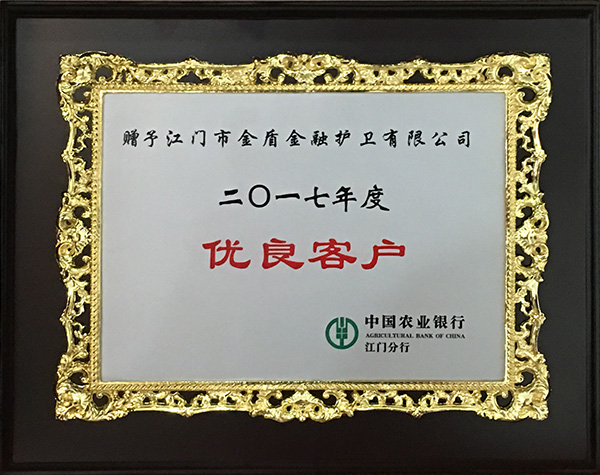 赠予江门市金盾金融护卫有限公司
二〇一七年度
优良客户
中国农业银行
AGRICULTURAL BANK OF CHINA
江门分行